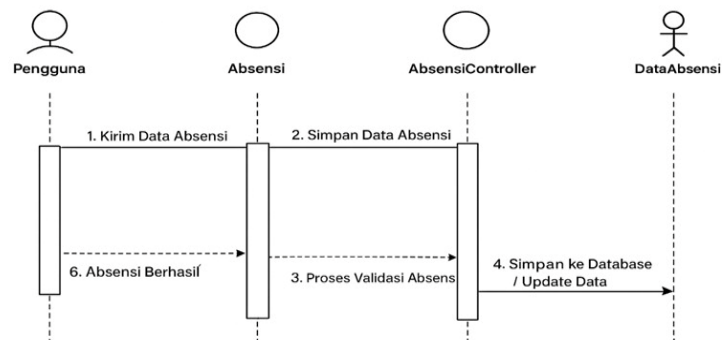 Pengguna
Absensi
AbsensiController
DataAbsensi
1. Kirim Data Absensi
2. Simpan Data Absensi
6. Absensi Berhasil
3. Proses Validasi Absens
4. Simpan ke Database
/ Update Data